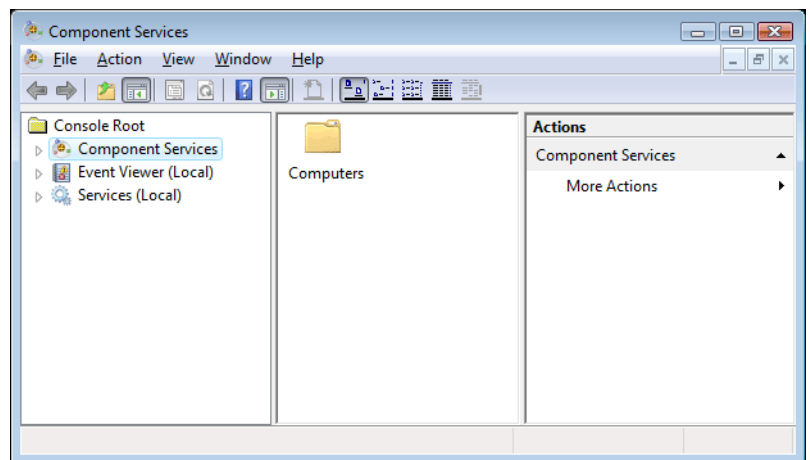 Component Services
File Action View Window Help
Console Root
Component Services
Event Viewer (Local)
Services (Local)
Computers
Actions
Component Services
More Actions